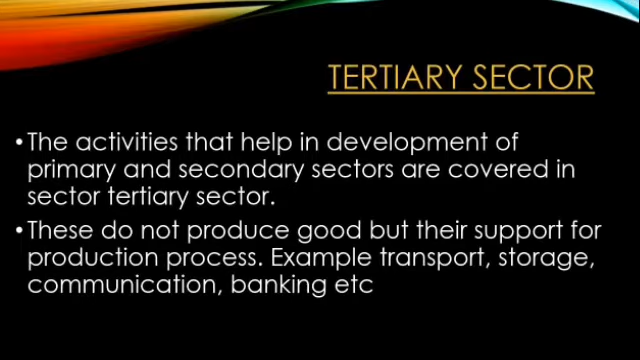 TERTIARY SECTOR
•The activities that help in development of
primary and secondary sectors are covered in
sector tertiary sector.
•These do not produce good but their support for
production process. Example transport, storage,
communication, banking etc